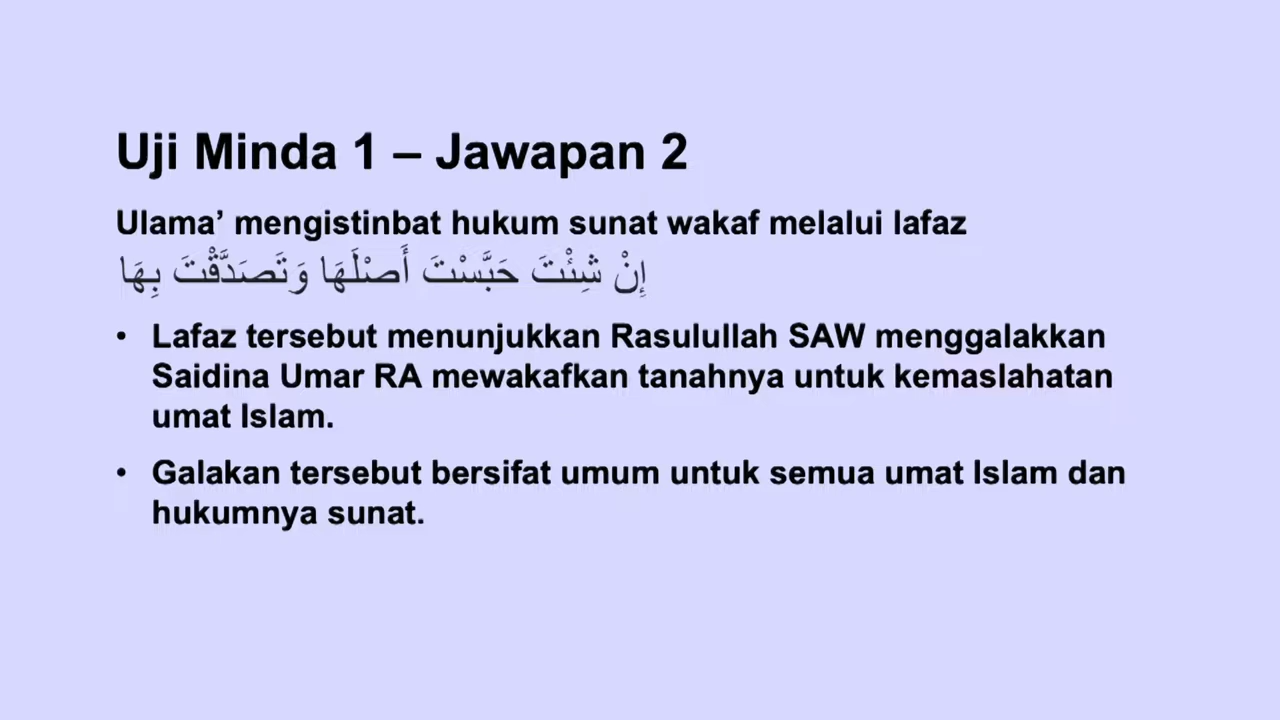 Uji Minda 1 – Jawapan 2
Ulama’ mengistinbat hukum sunat wakaf melalui lafaz
إِنْ شِئْتَ حَبَّسْتَ أَصْلَهَا وَتَصَدَّقْتَ بِهَا
• Lafaz tersebut menunjukkan Rasulullah SAW menggalakkan
Saidina Umar RA mewakafkan tanahnya untuk kemaslahatan
umat Islam.
• Galakan tersebut bersifat umum untuk semua umat Islam dan
hukumnya sunat.